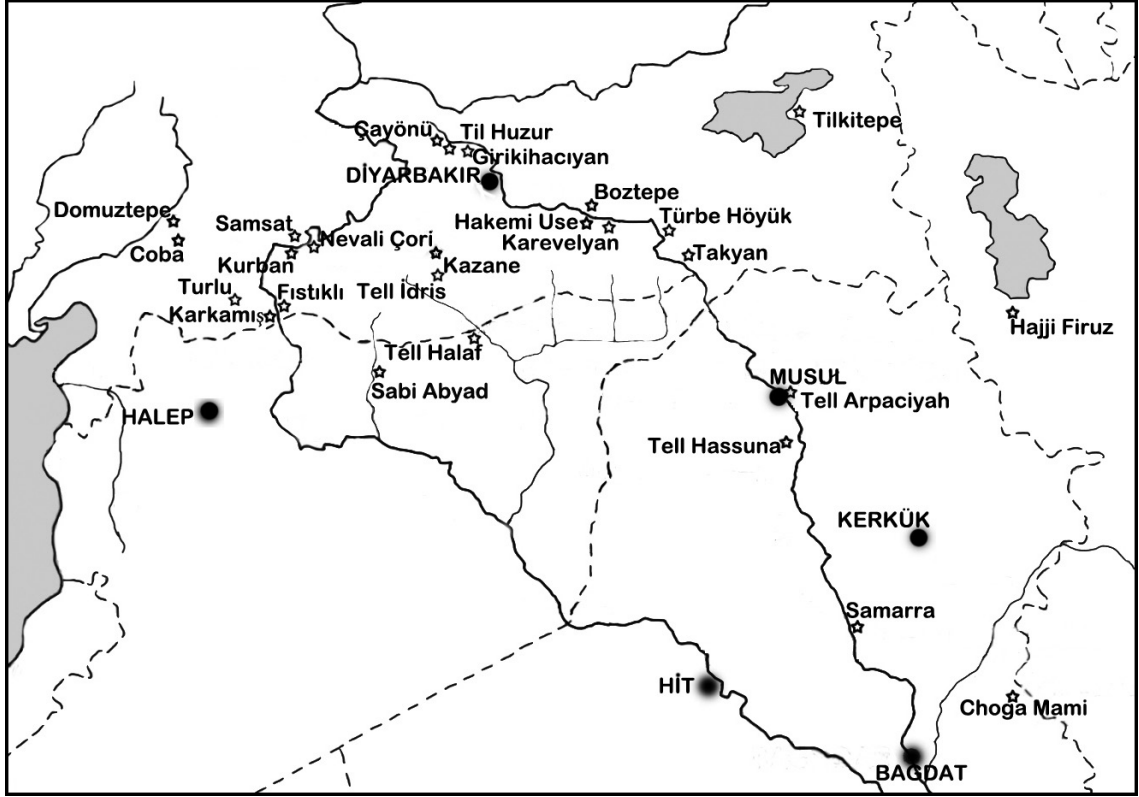 Tilkitepe
Çayönü
Til Huzur
Girikihacıyan
DİYARBAKIR
Boztepe
Domuztepe
Samsat
Hakemi Use
Türbe Höyük
Nevali Çori
Karevelyan
Coba
Takyan
Kurban
Kazane
Turlu
Fıstıklı
Tell İdris
Karkamış
Hajji Firuz
Tell Halaf
MUSUL
Sabi Abyad
Tell Arpaciyah
HALEP
Tell Hassuna
KERKÜK
Samarra
HİT
Choga Mami
BAGDAT